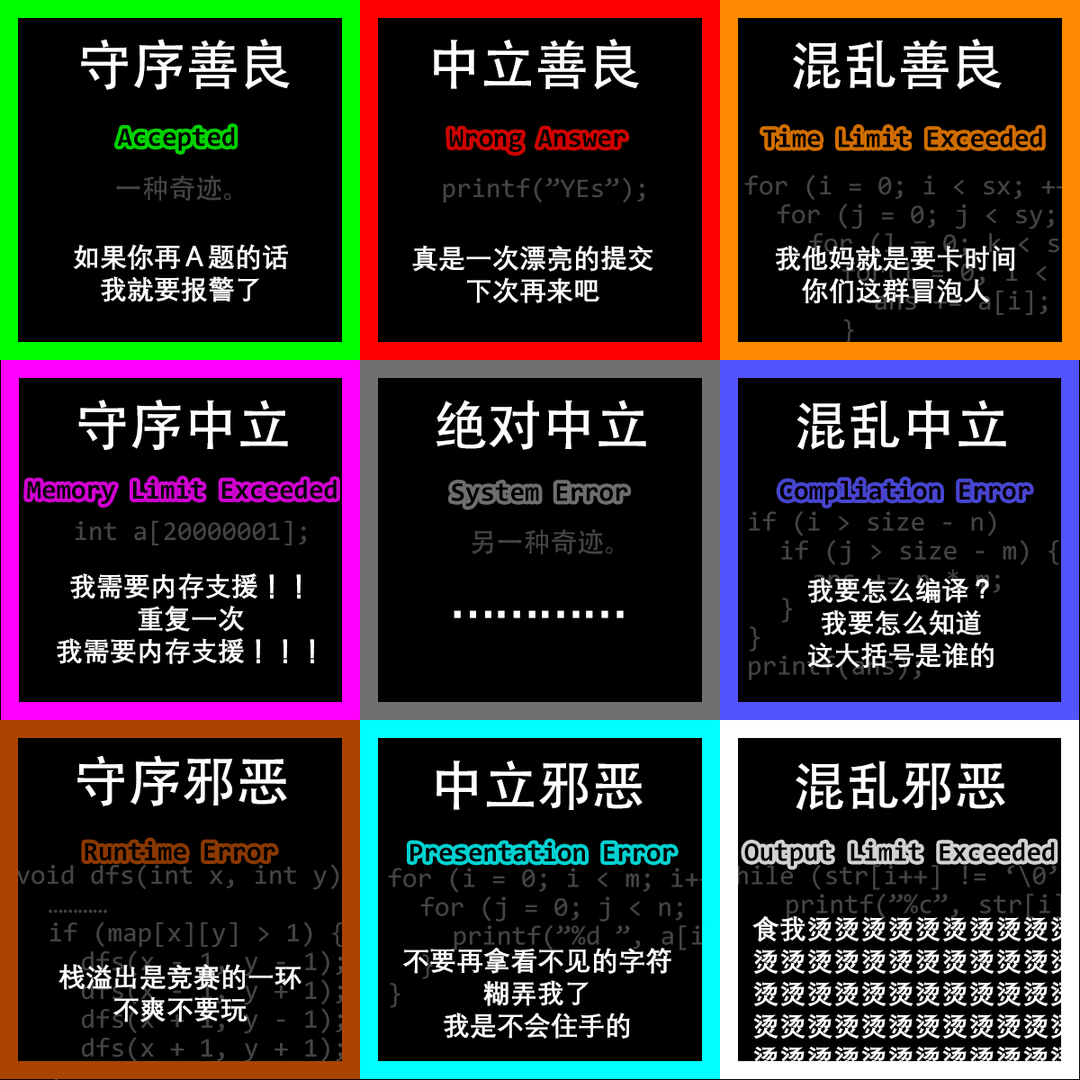 守序善良
Accepted
一种奇迹。
如果你再A题的话
我就要报警了
中立善良
Wrong Answer
printf(”YEs”);
真是一次漂亮的提交
下次再来吧
混乱善良
Time Limit Exceeded
for (i = 0; i < sx; +
for (j = 0; j < sy;
我他妈就是要卡时间
你们这群冒泡人
a[i];
}
守序中立
Memory Limit Exceeded
int a[20000001];
我需要内存支援！！
重复一次
我需要内存支援！！！
绝对中立
System Error
另一种奇迹。
…………
混乱中立
Compliation Error
if (i > size - n)
if (j > size - m) {
我要怎么编译？
}
我要怎么知道
}
这大括号是谁的
printf(ans);
守序邪恶
Runtime Error
void dfs(int x, int y)
…………
if (map[x][y] > 1) {
dfs(x - 1, y - 1);
栈溢出是竞赛的一环
dfs(x - 1, y + 1);
不爽不要玩
dfs(x + 1, y - 1);
dfs(x + 1, y + 1);
中立邪恶
Presentation Error
for (i = 0; i < m; i+
for (j = 0; j < n;
printf(”%d ”, a[i
不要再拿看不见的字符
糊弄我了
}
我是不会住手的
混乱邪恶
Output Limit Exceeded
hile (str[i++] != ‘\0’
printf(”%c”, str[i
食我烫烫烫烫烫烫烫烫烫
烫烫烫烫烫烫烫烫烫烫烫
烫烫烫烫烫烫烫烫烫烫烫
烫烫烫烫烫烫烫烫烫烫烫
烫烫烫烫烫烫烫烫烫烫烫